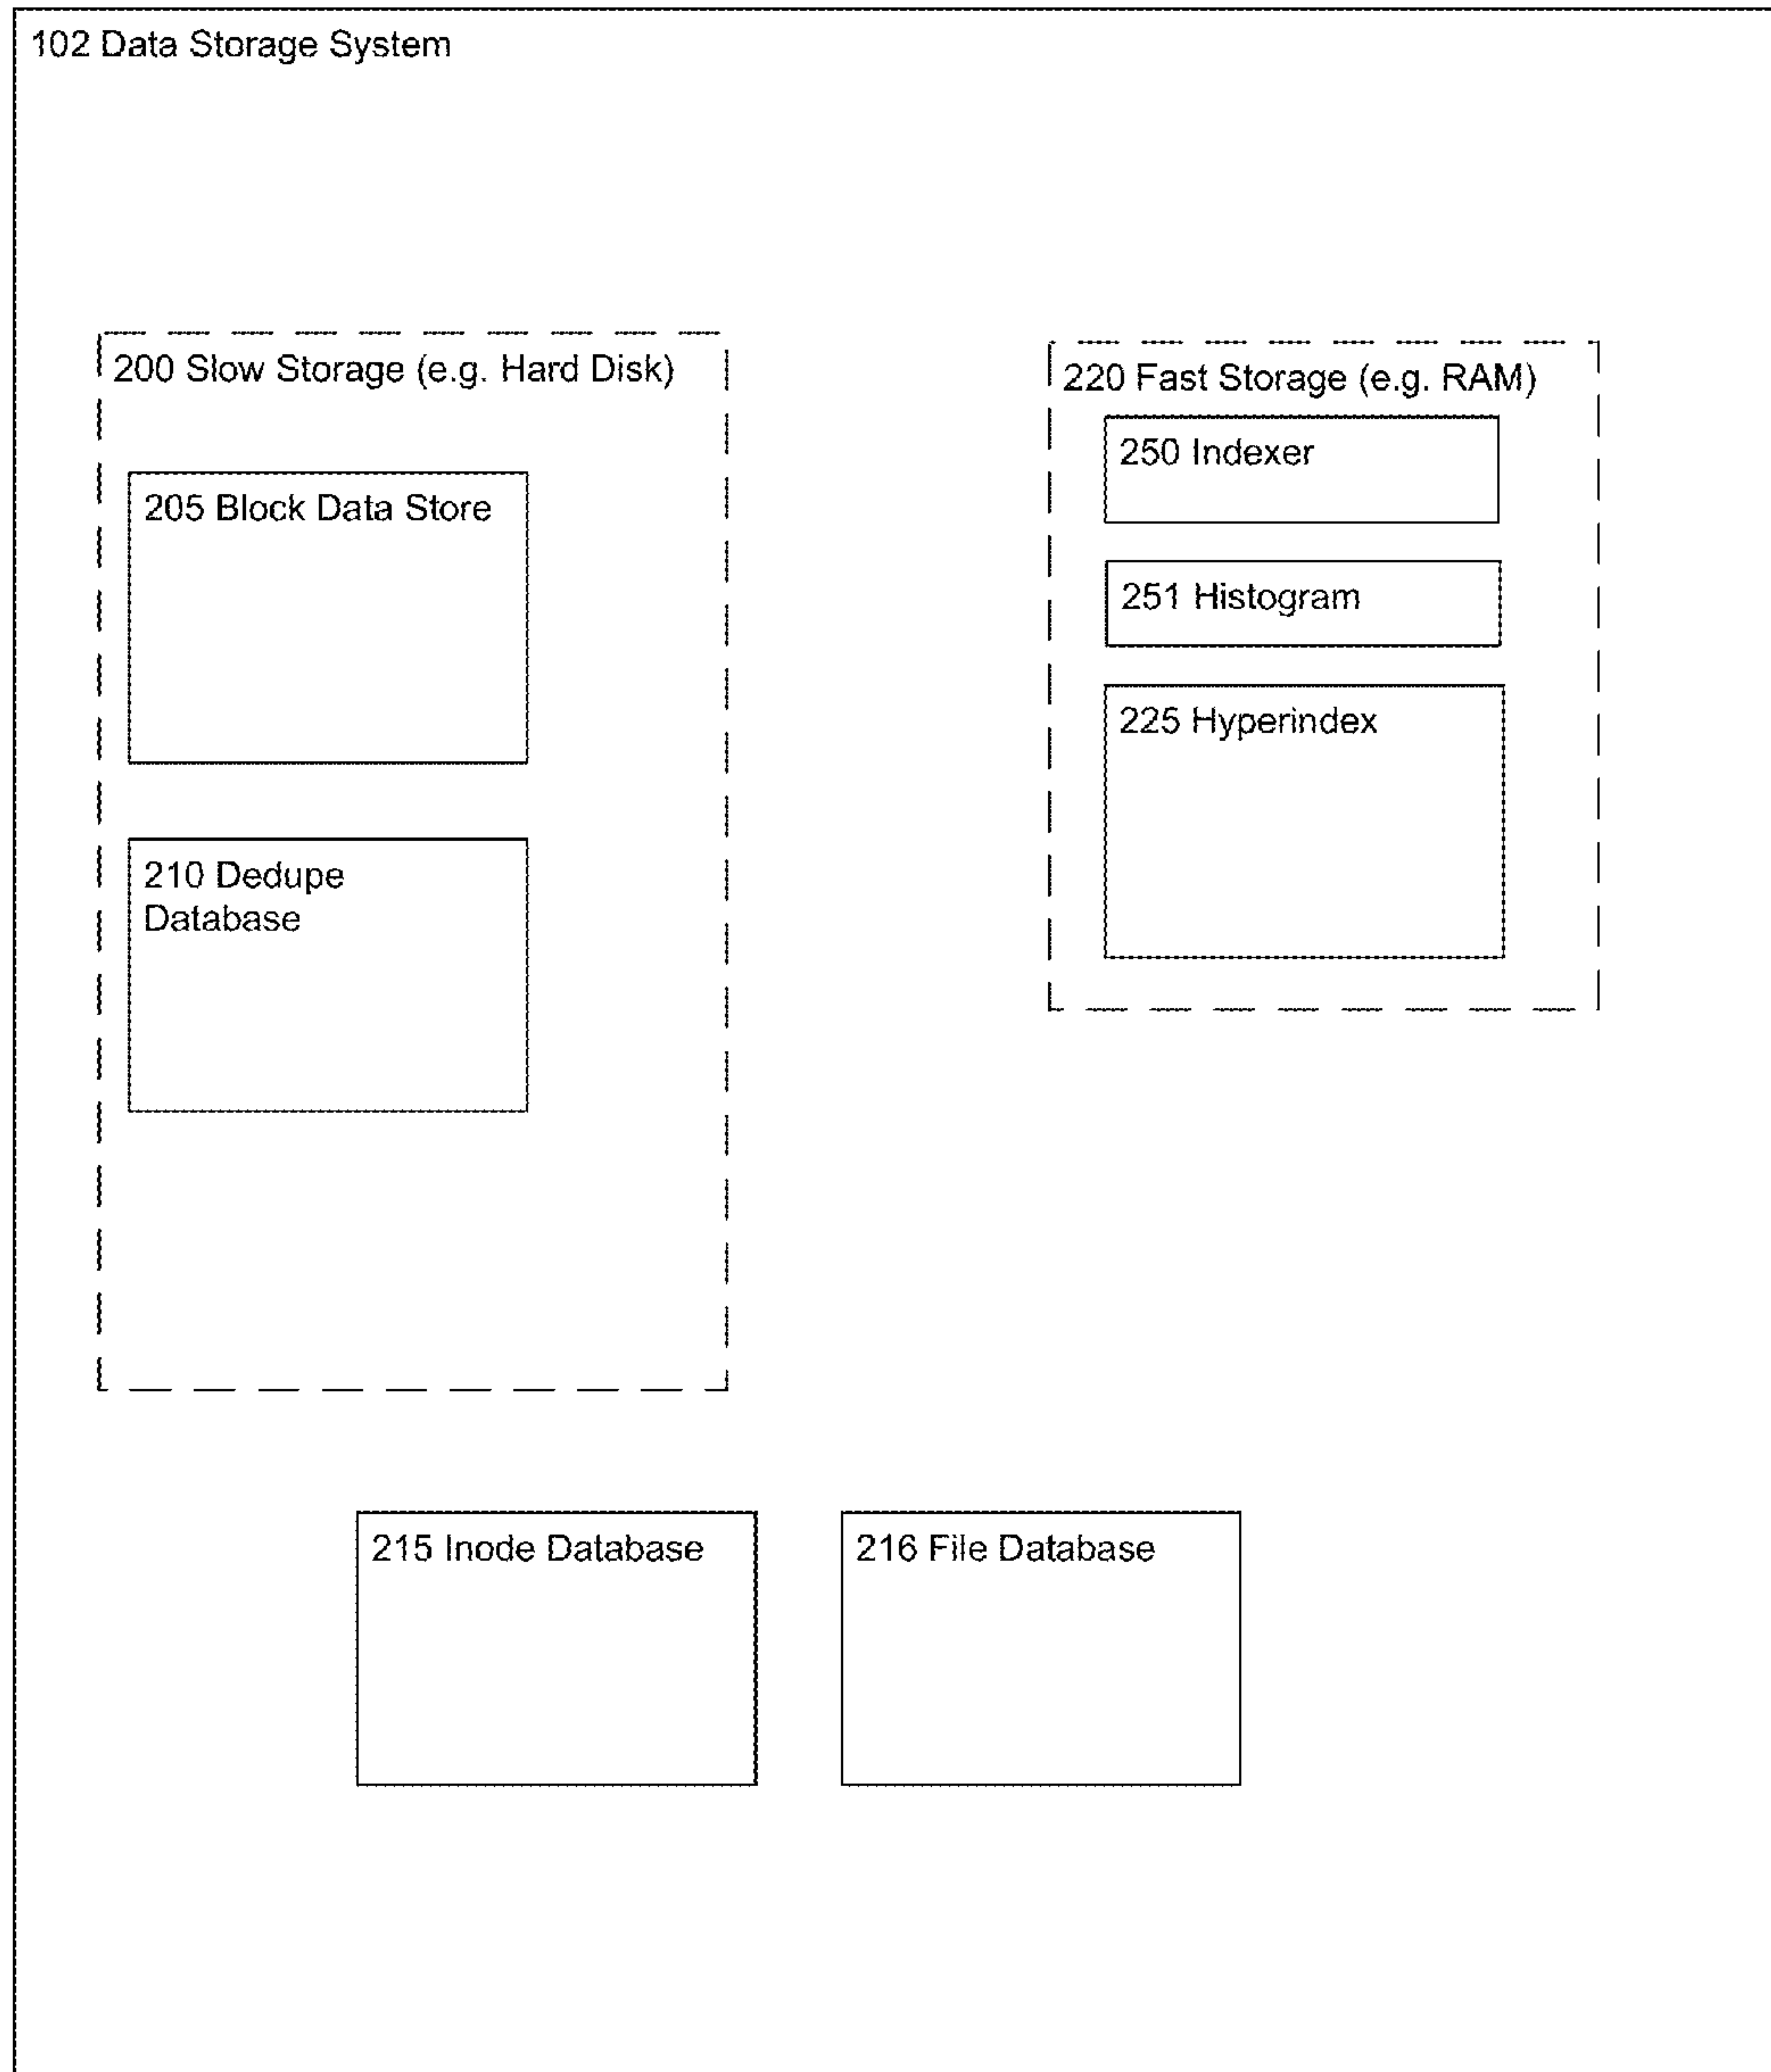 102 Data Storage System
200 Slow Storage (e.g. Hard Disk)
205 Block Data Store
210 Dedupe
Database
220 Fast Storage (e.g. RAM)
250 Indexer
251 Histogram
225 Hyperindex
215 Inode Database
216 File Database